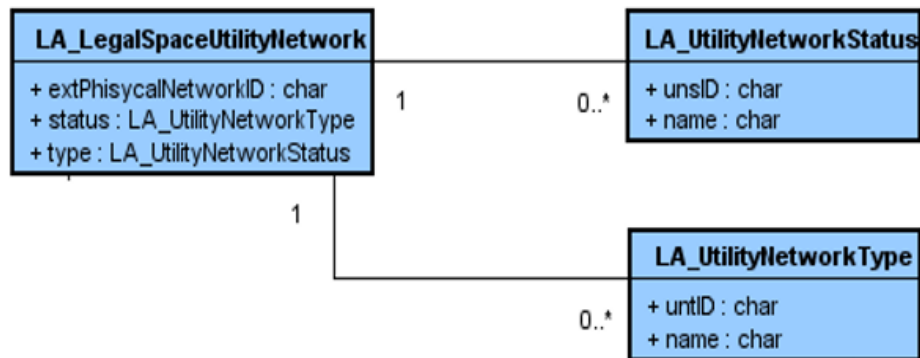 LA_LegalSpaceUtilityNetwork
+ extPhisycalNetworkID : char
+ status : LA_UtilityNetworkType
+ type : LA_UtilityNetworkStatus
1
0..*
LA_UtilityNetworkStatus
+ unsID : char
+ name : char
1
0..*
LA_UtilityNetworkType
+ untID : char
+ name : char